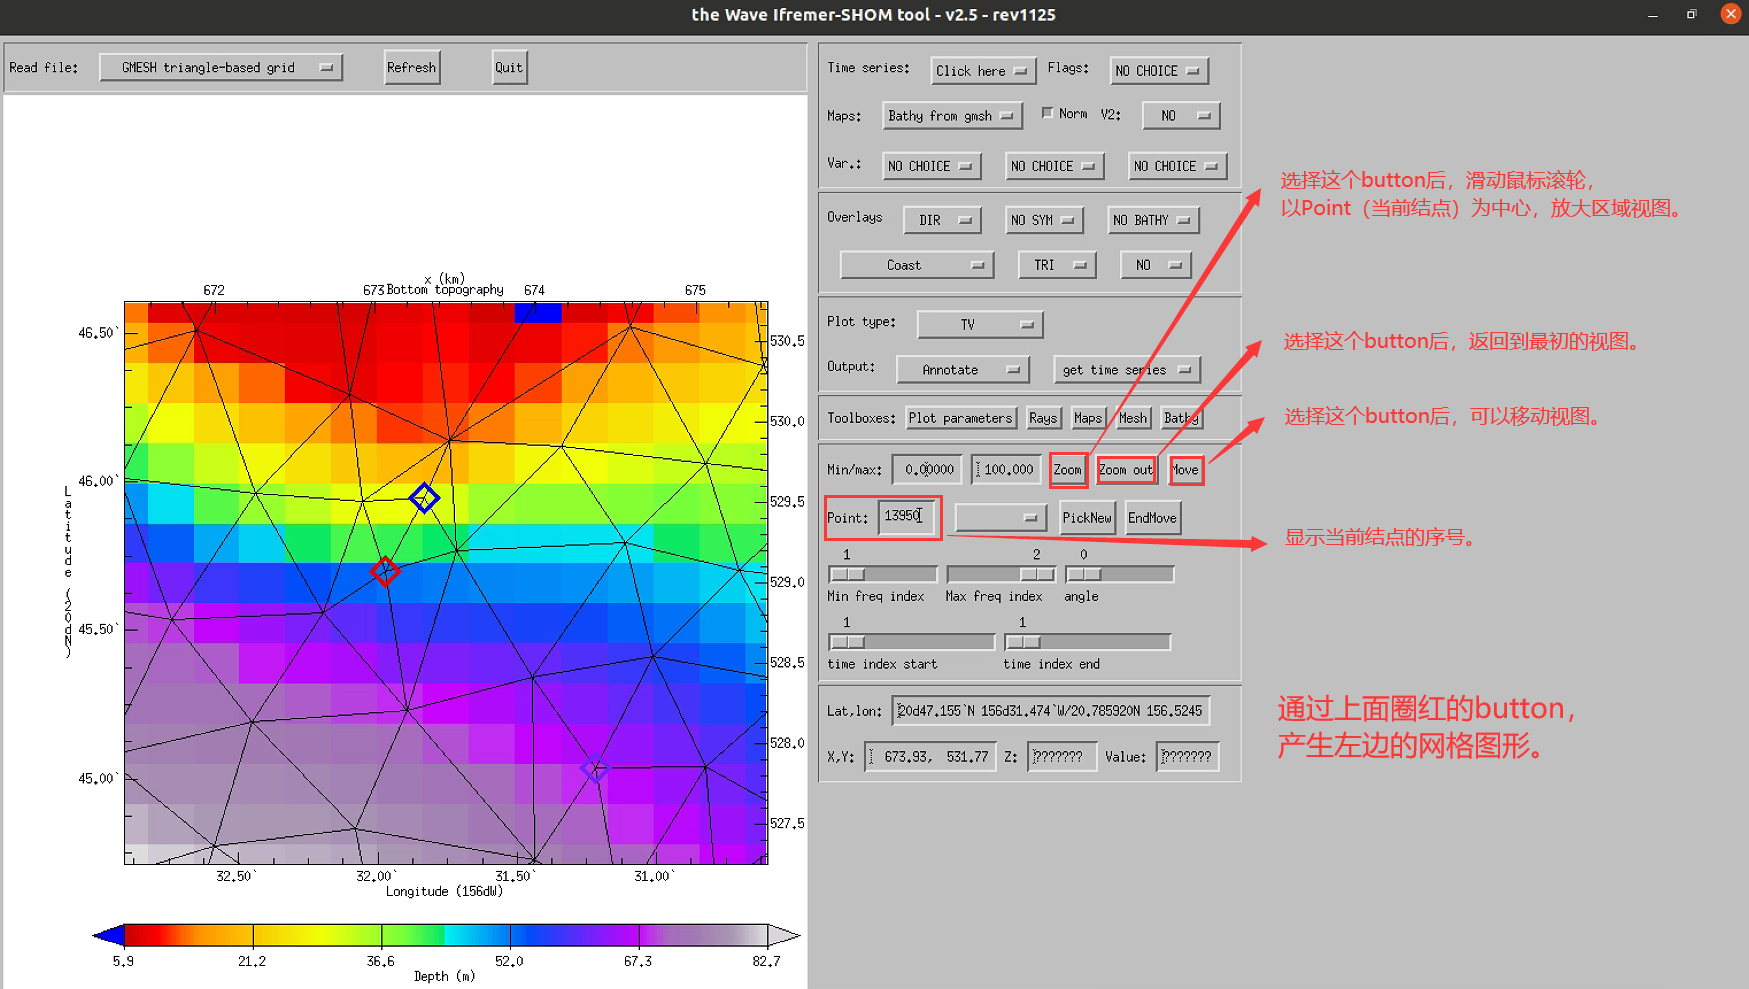 the Wave Ifremer-SHOM tool - v2.5 - rev1125
Read file: GMESH triangle-based grid Refresh Quit
x (km)
672 673 Bottom topography 674 675
46.50`
46.00`
45.50`
45.00`
Latitude (20dN)
530.5
530.0
529.5
529.0
528.5
528.0
527.5
32.50` 32.00` 31.50` 31.00`
Longitude (156dW)
5.9 21.2 36.6 52.0 67.3 82.7
Depth (m)
Time series: Click here Flags: NO CHOICE
Maps: Bathy from gmsh Norm V2: NO
Var.: NO CHOICE NO CHOICE NO CHOICE
Overlays DIR NO SYM NO BATHY
Coast TRI NO
Plot type: TV
Output: Annotate get time series
Toolboxes: Plot parameters Rays Maps Mesh Bathy
Min/max: 0.00000 100.000 Zoom Zoom out Move
Point: 13950 PickNew EndMove
1 2 0
Min freq index Max freq index angle
1 1
time index start time index end
Lat,lon: 20d47.155`N 156d31.474`W/20.785920N 156.5245
X,Y: 673.93, 531.77 Z: ??????? Value: ???????
选择这个button后，滑动鼠标滚轮，
以Point（当前结点）为中心，放大区域视图。
选择这个button后，返回到最初的视图。
选择这个button后，可以移动视图。
显示当前结点的序号。
通过上面圈红的button，
产生左边的网格图形。